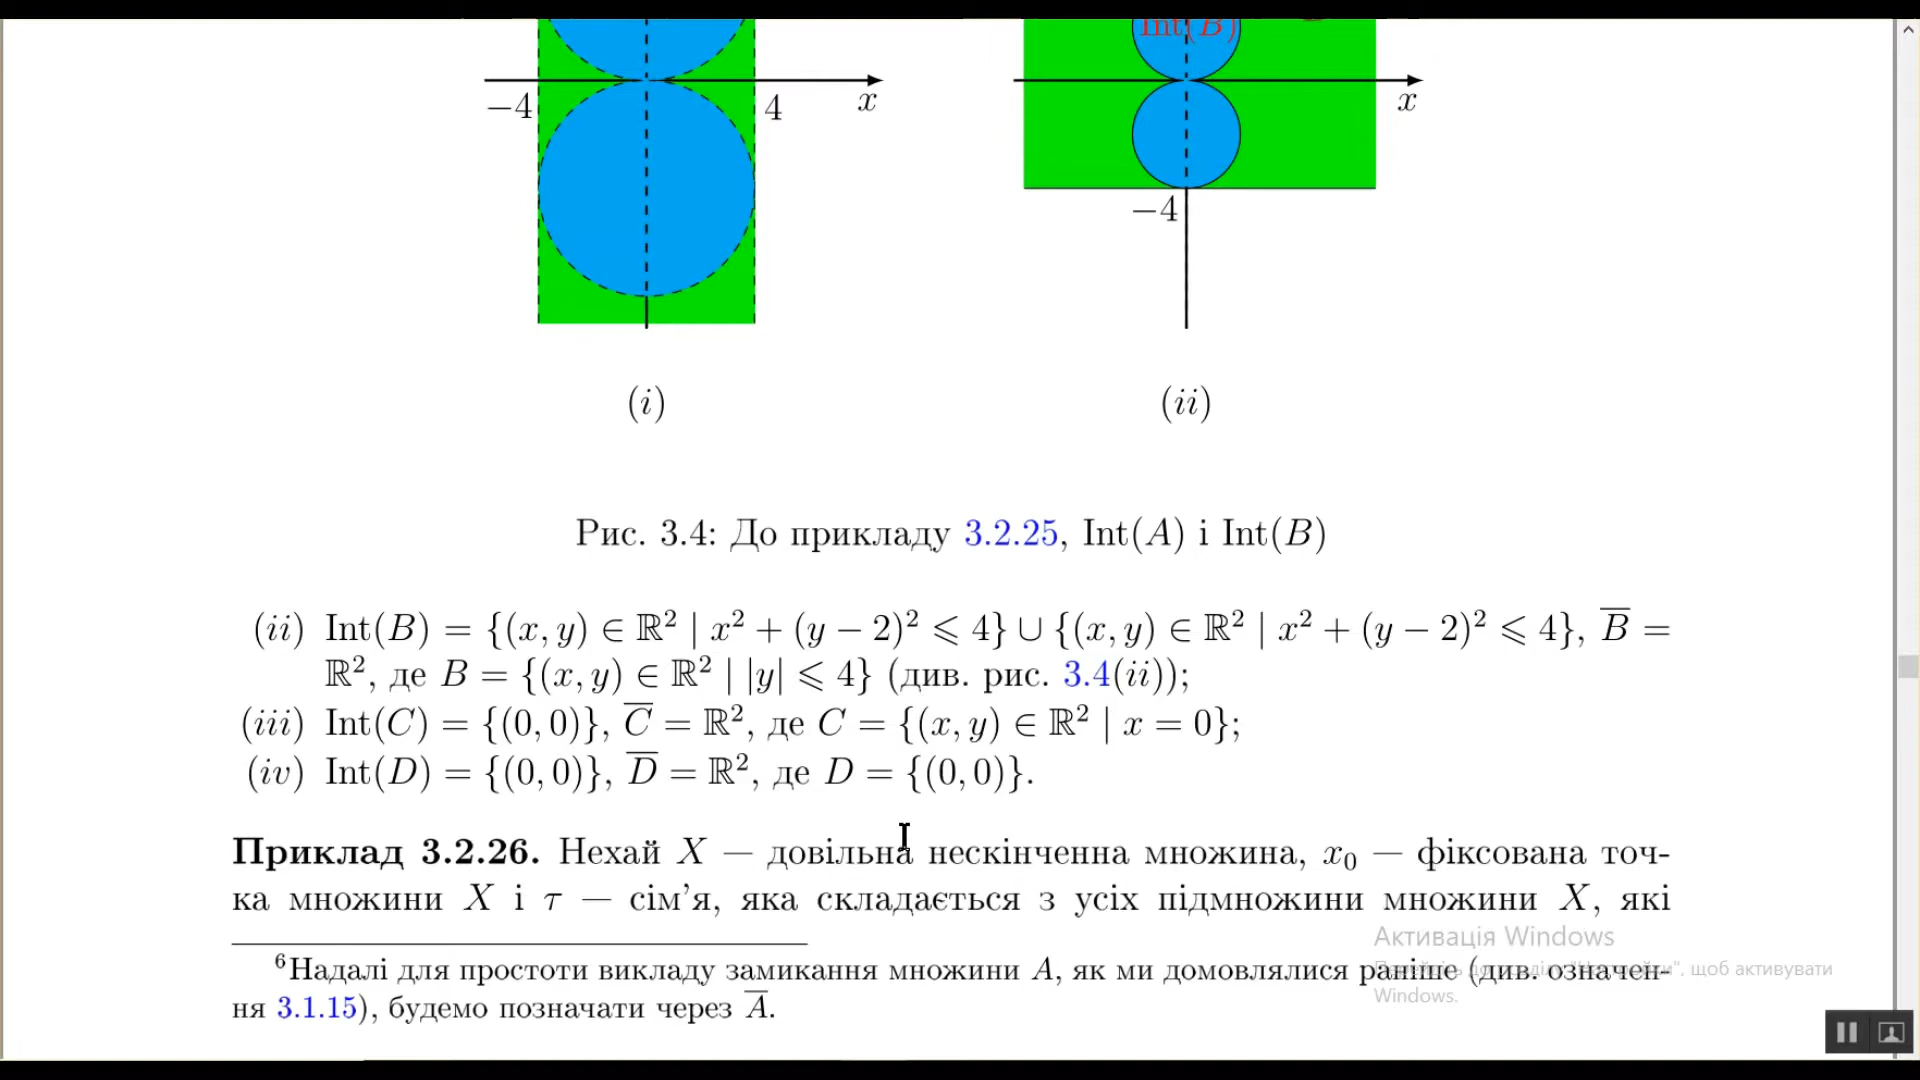 Int(B)
−4 4 x x
−4
(i) (ii)
Рис. 3.4: До прикладу 3.2.25, Int(A) і Int(B)
(ii) Int(B) = {(x, y) ∈ ℝ² | x² + (y − 2)² ⩽ 4} ∪ {(x, y) ∈ ℝ² | x² + (y − 2)² ⩽ 4}, B̅ =
ℝ², де B = {(x, y) ∈ ℝ² | |y| ⩽ 4} (див. рис. 3.4(ii));
(iii) Int(C) = {(0, 0)}, C̅ = ℝ², де C = {(x, y) ∈ ℝ² | x = 0};
(iv) Int(D) = {(0, 0)}, D̅ = ℝ², де D = {(0, 0)}.
Приклад 3.2.26. Нехай X — довільна нескінченна множина, x₀ — фіксована точ-
ка множини X і τ — сім'я, яка складається з усіх підмножини множини X, які
Активація Windows
⁶Надалі для простоти викладу замикання множини A, як ми домовлялися раніше (див. означен-
щоб активувати
ня 3.1.15), будемо позначати через A̅.
Windows.